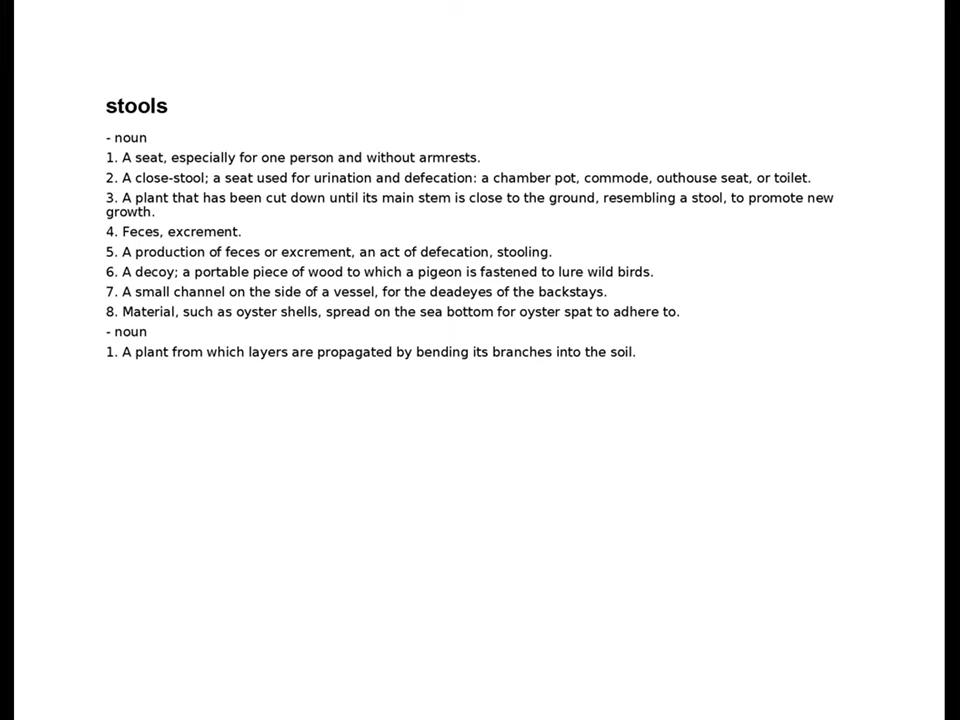 stools
- noun
1. A seat, especially for one person and without armrests.
2. A close-stool; a seat used for urination and defecation: a chamber pot, commode, outhouse seat, or toilet.
3. A plant that has been cut down until its main stem is close to the ground, resembling a stool, to promote new
growth.
4. Feces, excrement.
5. A production of feces or excrement, an act of defecation, stooling.
6. A decoy; a portable piece of wood to which a pigeon is fastened to lure wild birds.
7. A small channel on the side of a vessel, for the deadeyes of the backstays.
8. Material, such as oyster shells, spread on the sea bottom for oyster spat to adhere to.
- noun
1. A plant from which layers are propagated by bending its branches into the soil.